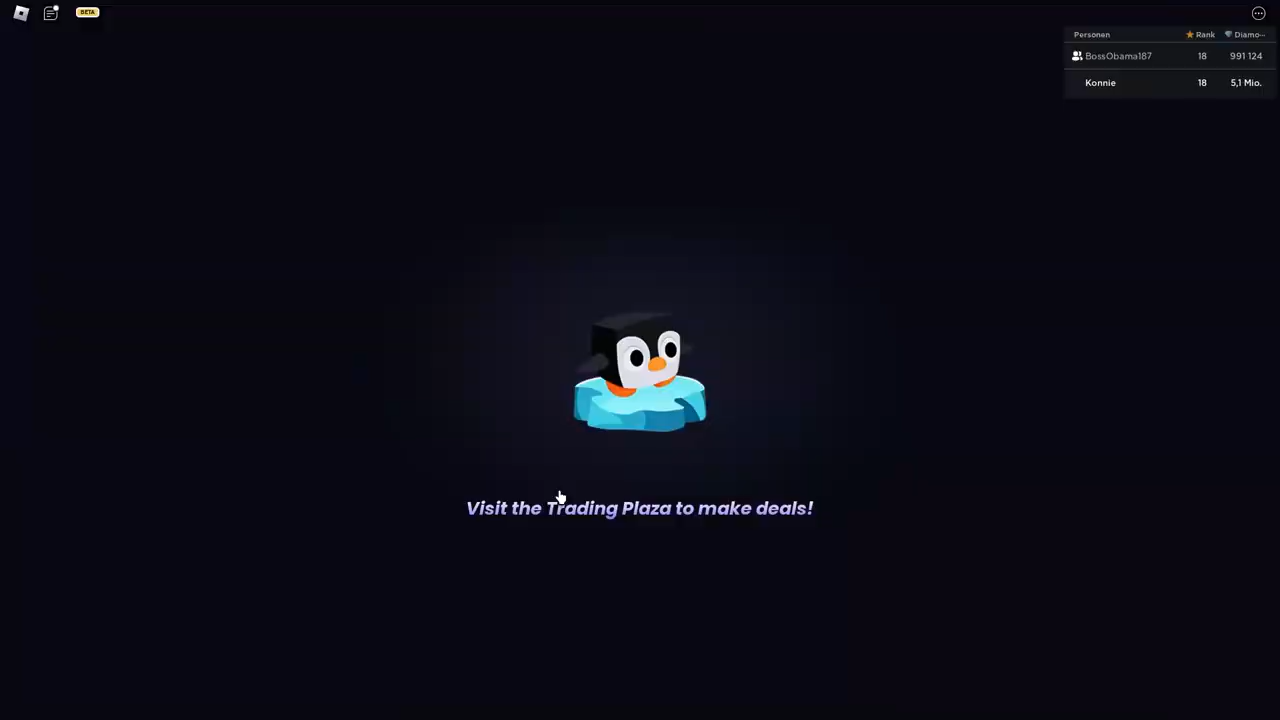 BETA
Personen Rank Diamo...
BossObama187 18 991 124
Konnie 18 5,1 Mio.
Visit the Trading Plaza to make deals!